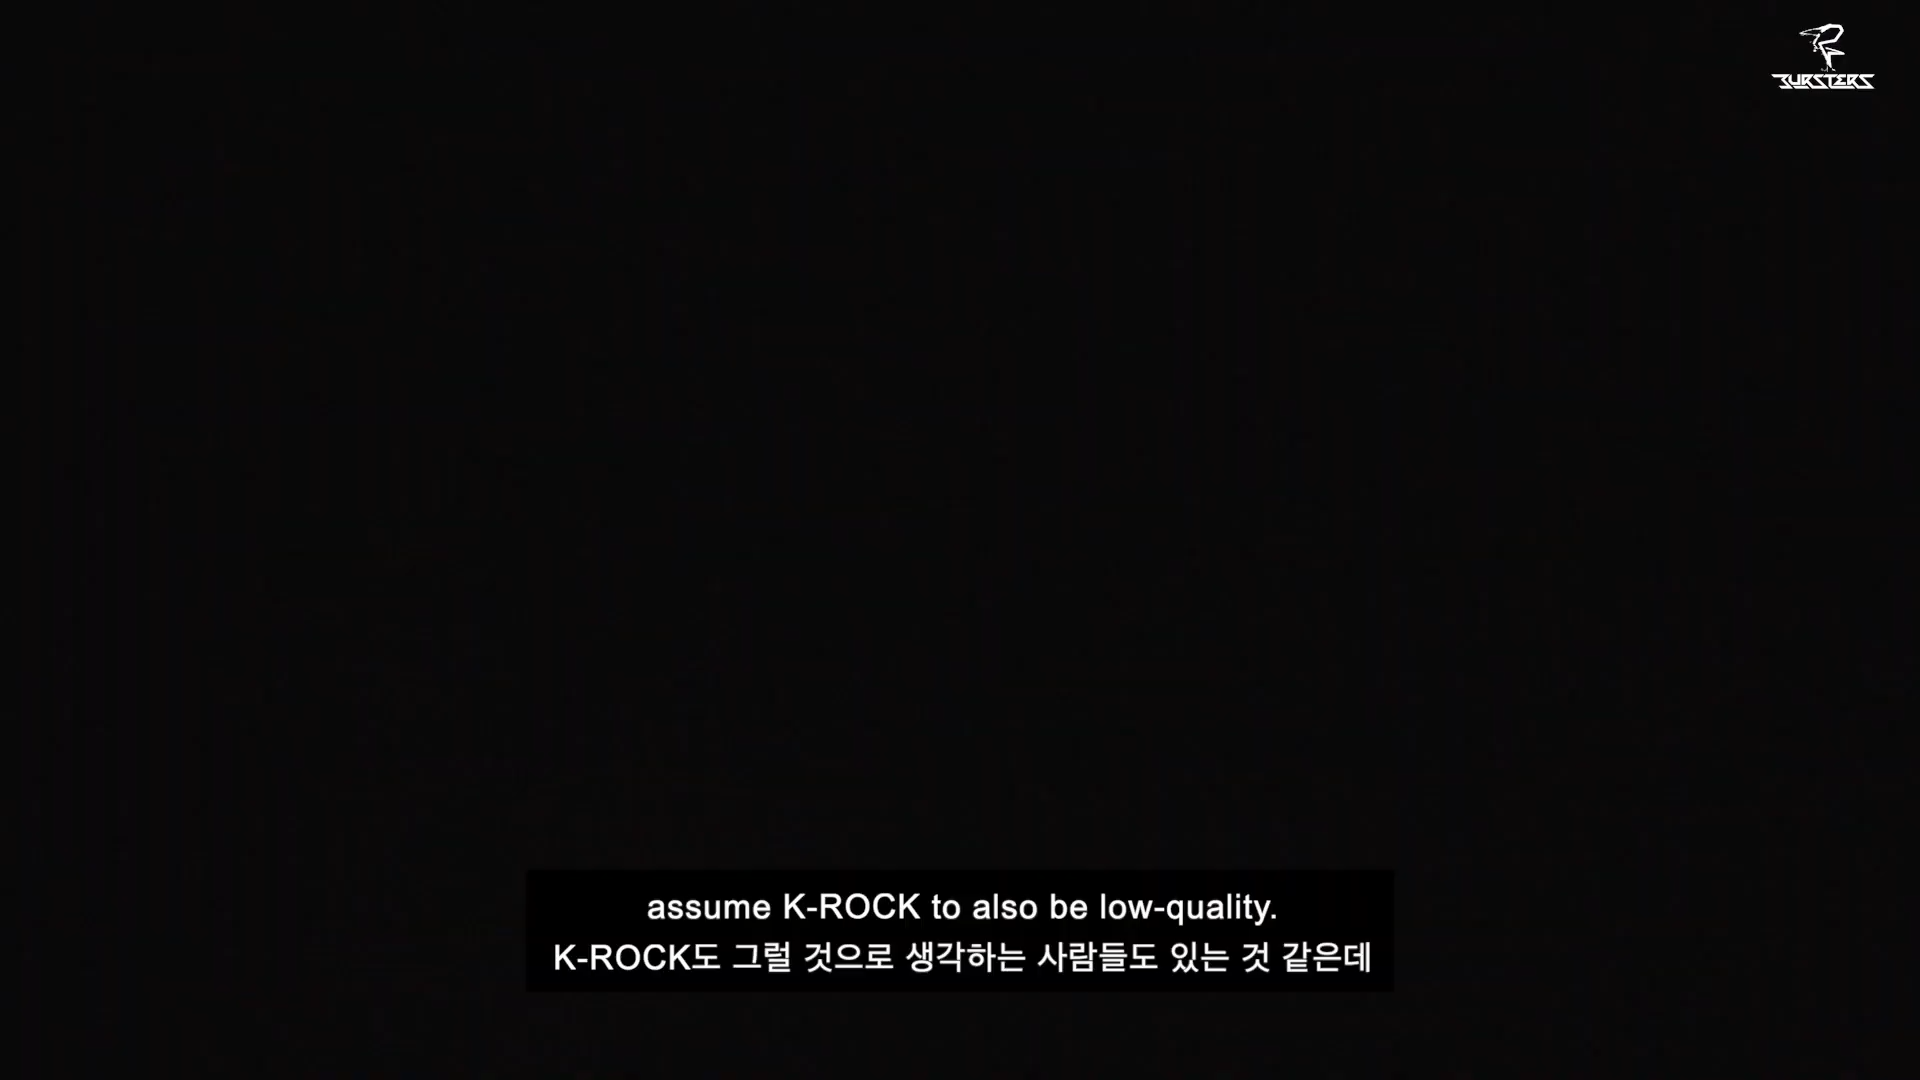 BURSTERS
assume K-ROCK to also be low-quality.
K-ROCK도 그럴 것으로 생각하는 사람들도 있는 것 같은데